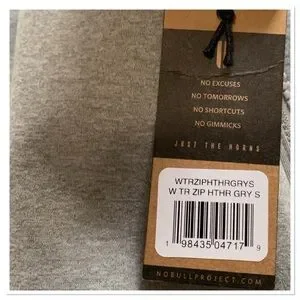 NO EXCUSES
NO TOMORROWS
NO SHORTCUTS
NO GIMMICKS
JUST THE HORNS
WTRZIPHTHRGRYS
W TR ZIP HTHR GRY S
1 98435 04717 9
NOBULLPROJECT.COM